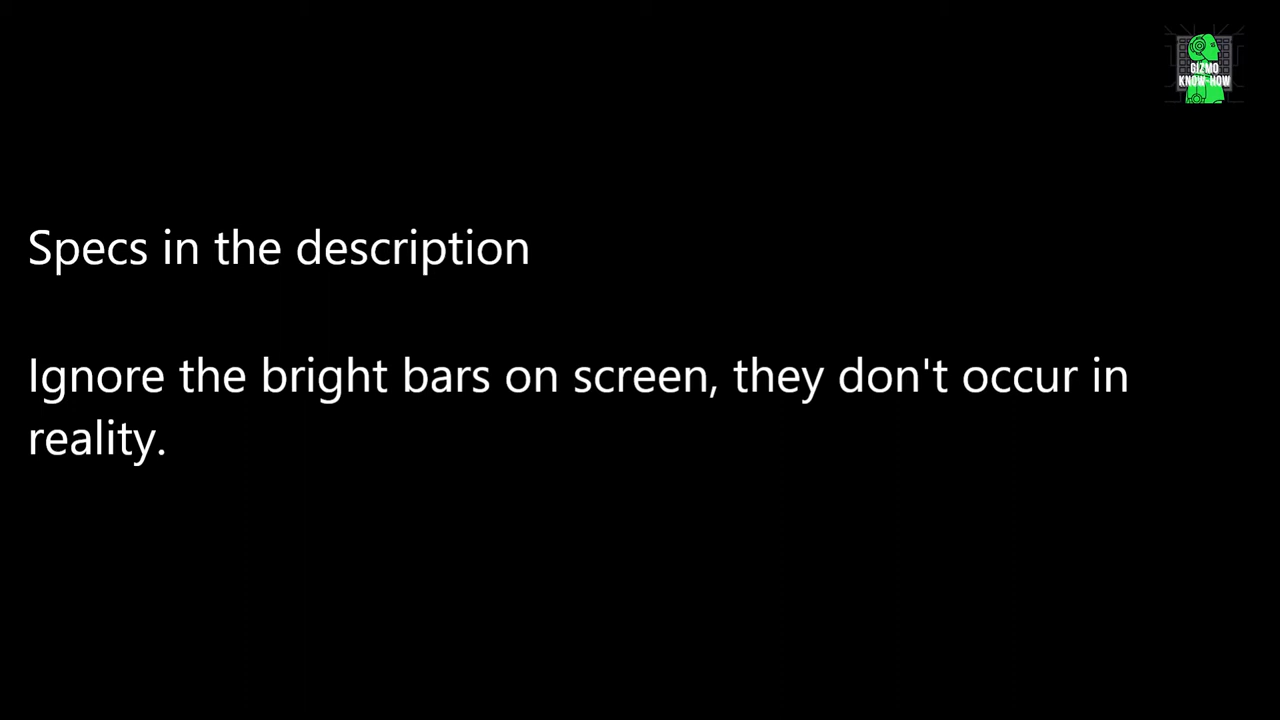 GIZMO
KNOW-HOW
Specs in the description
Ignore the bright bars on screen, they don't occur in
reality.